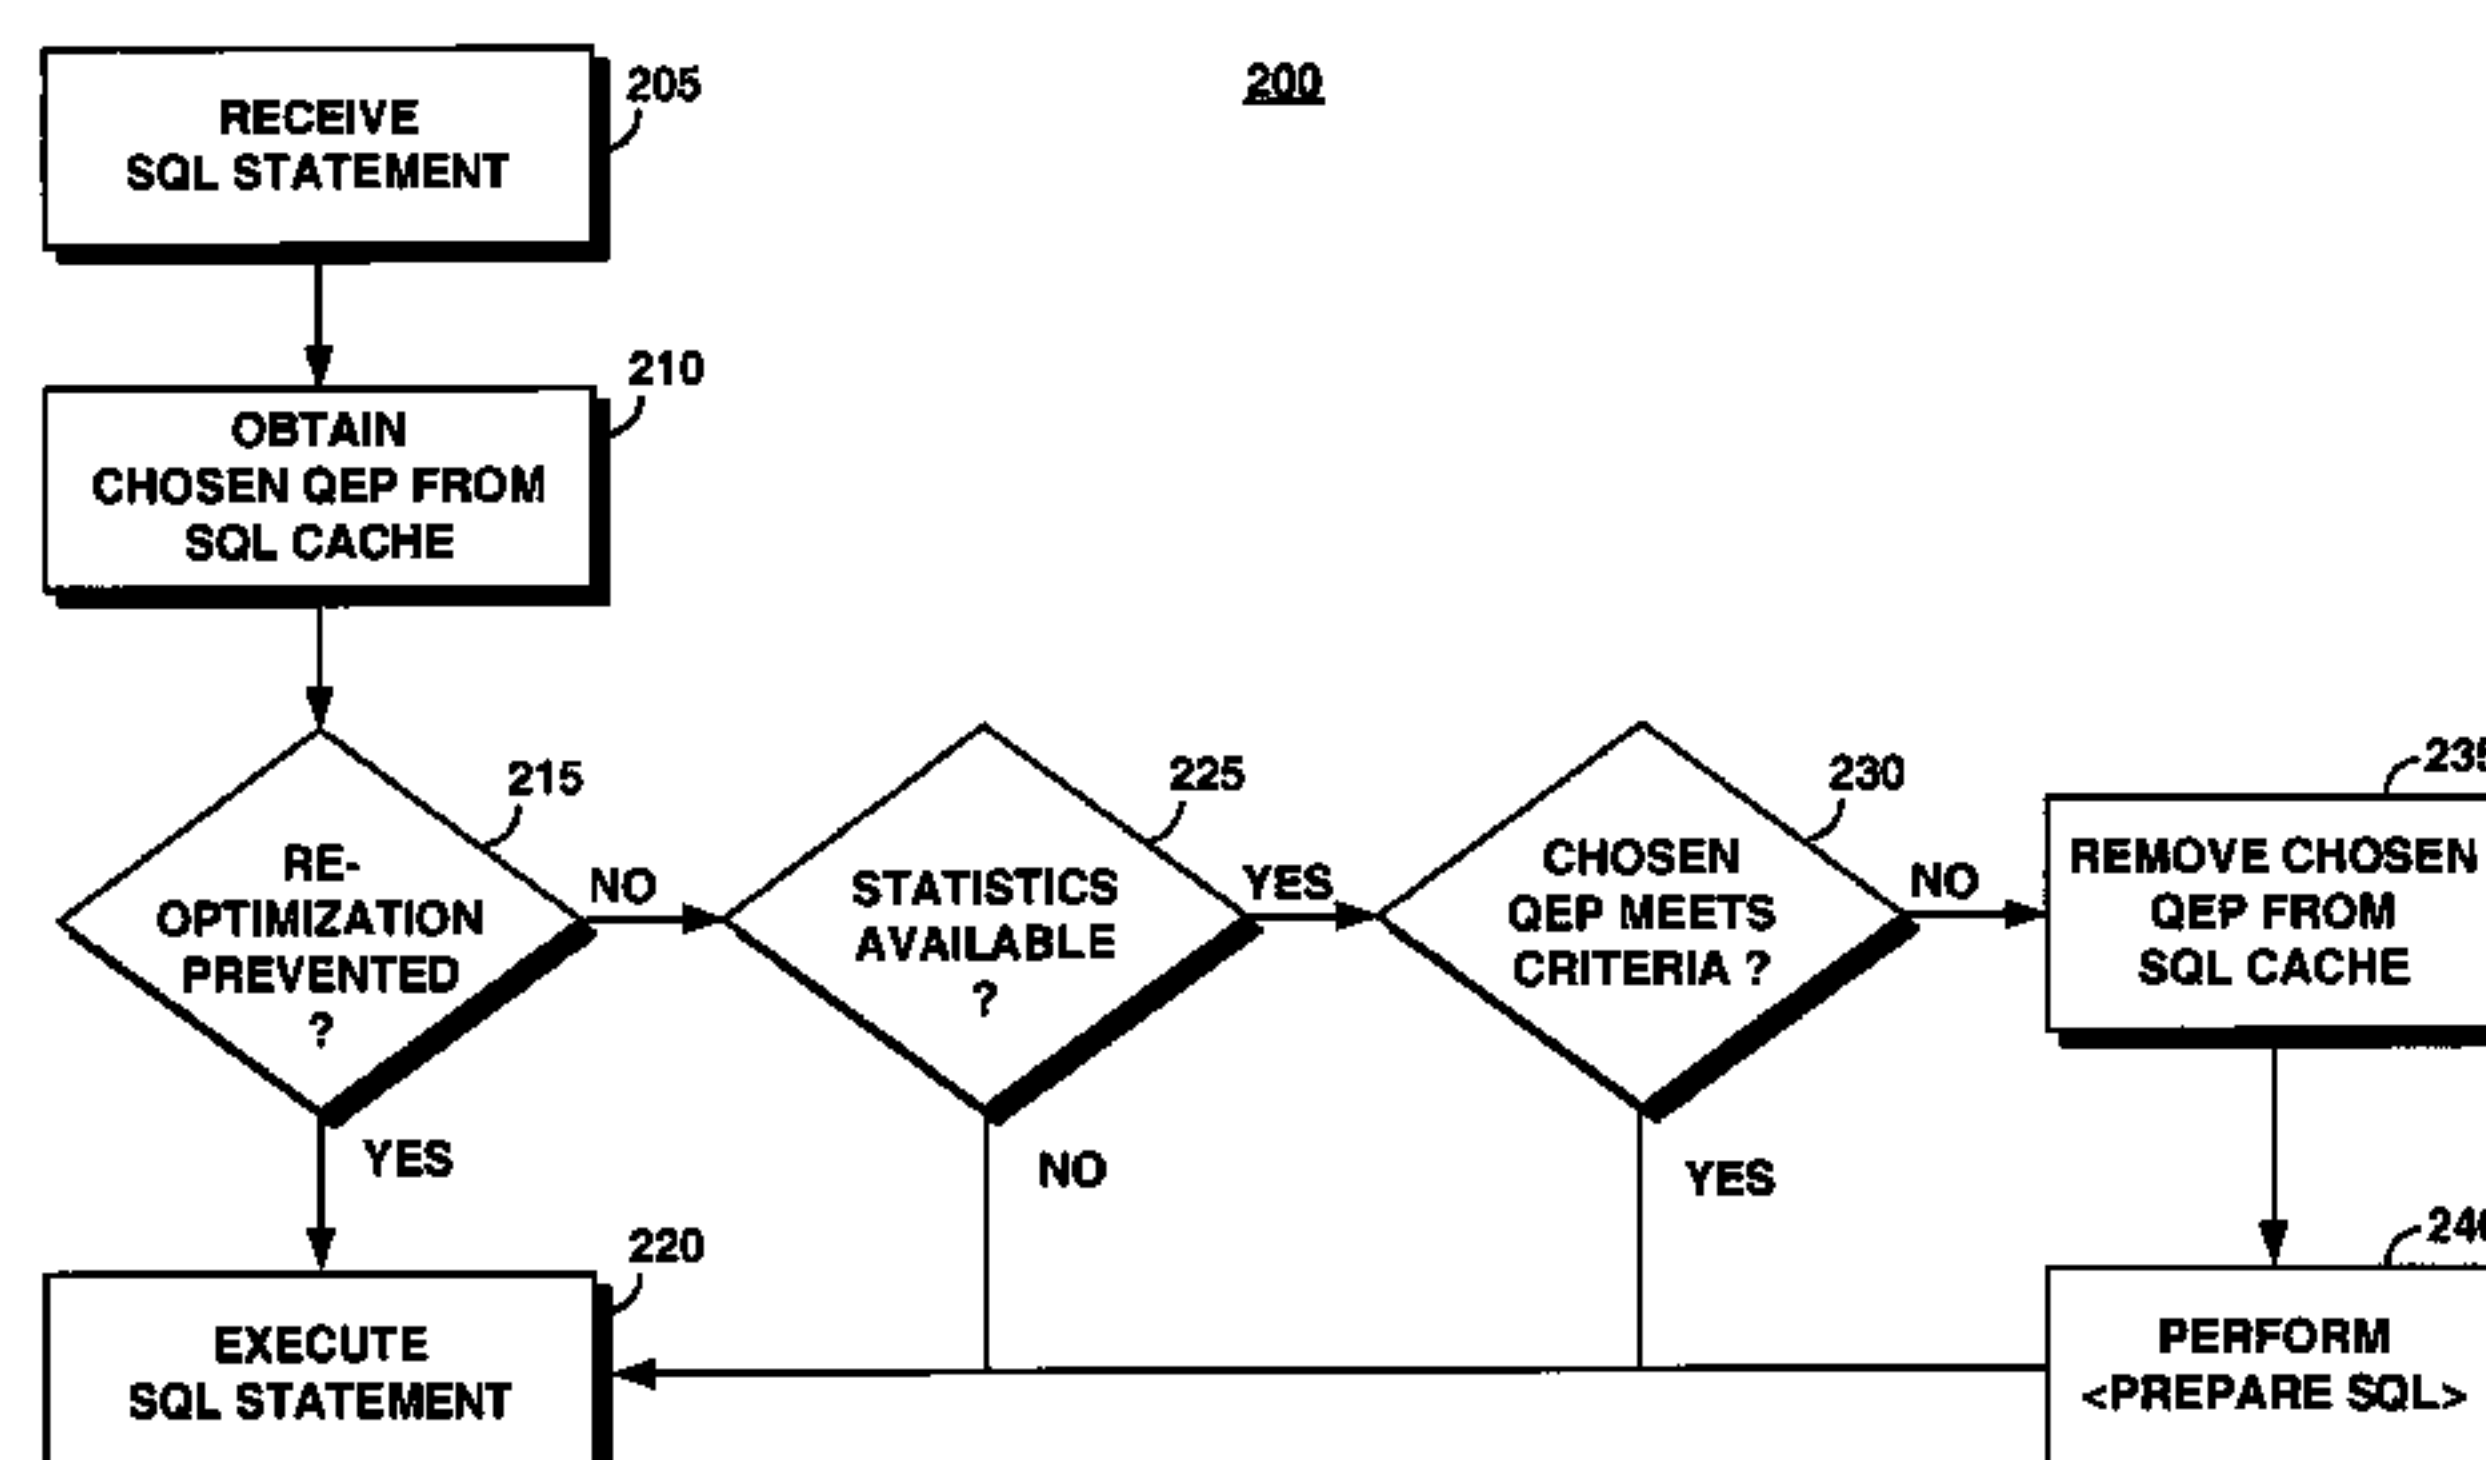 200
205
RECEIVE
SQL STATEMENT
210
OBTAIN
CHOSEN QEP FROM
SQL CACHE
215
RE-
OPTIMIZATION
PREVENTED
?
NO
YES
225
STATISTICS
AVAILABLE
?
YES
NO
230
CHOSEN
QEP MEETS
CRITERIA ?
NO
YES
235
REMOVE CHOSEN
QEP FROM
SQL CACHE
220
EXECUTE
SQL STATEMENT
240
PERFORM
<PREPARE SQL>